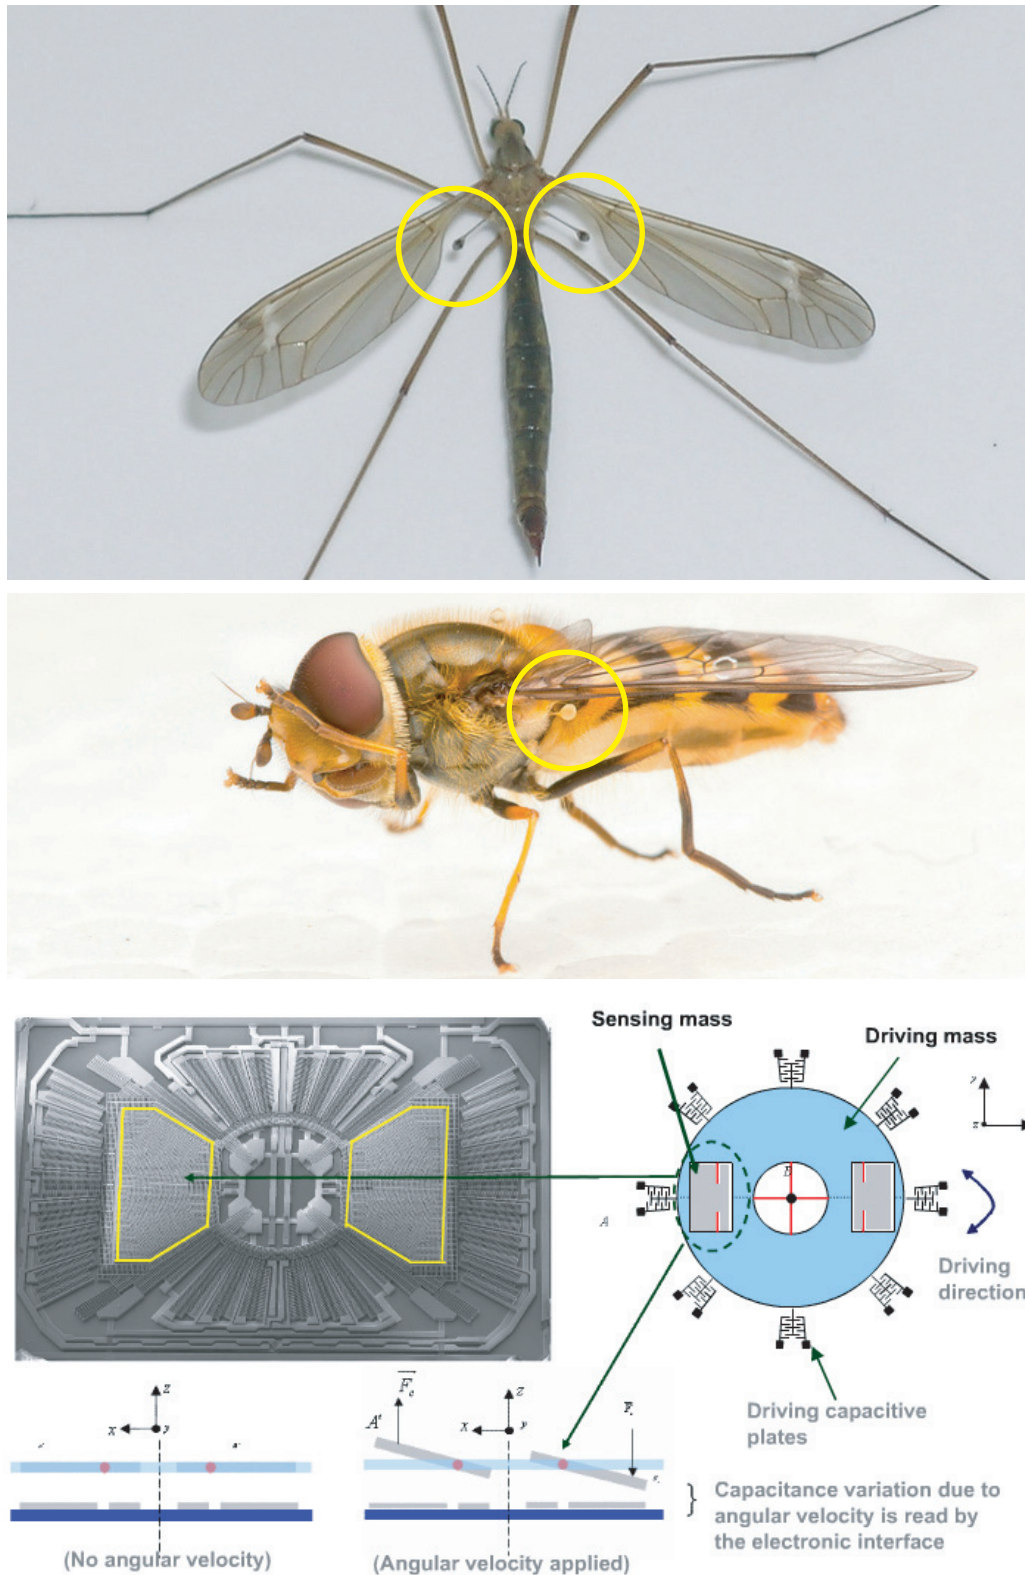 Sensing mass
Driving mass
y
z
B
A
Driving
direction
Driving capacitive
plates
F_c
z
A'
x
y
z
x
y
Capacitance variation due to
angular velocity is read by
the electronic interface
(No angular velocity)
(Angular velocity applied)